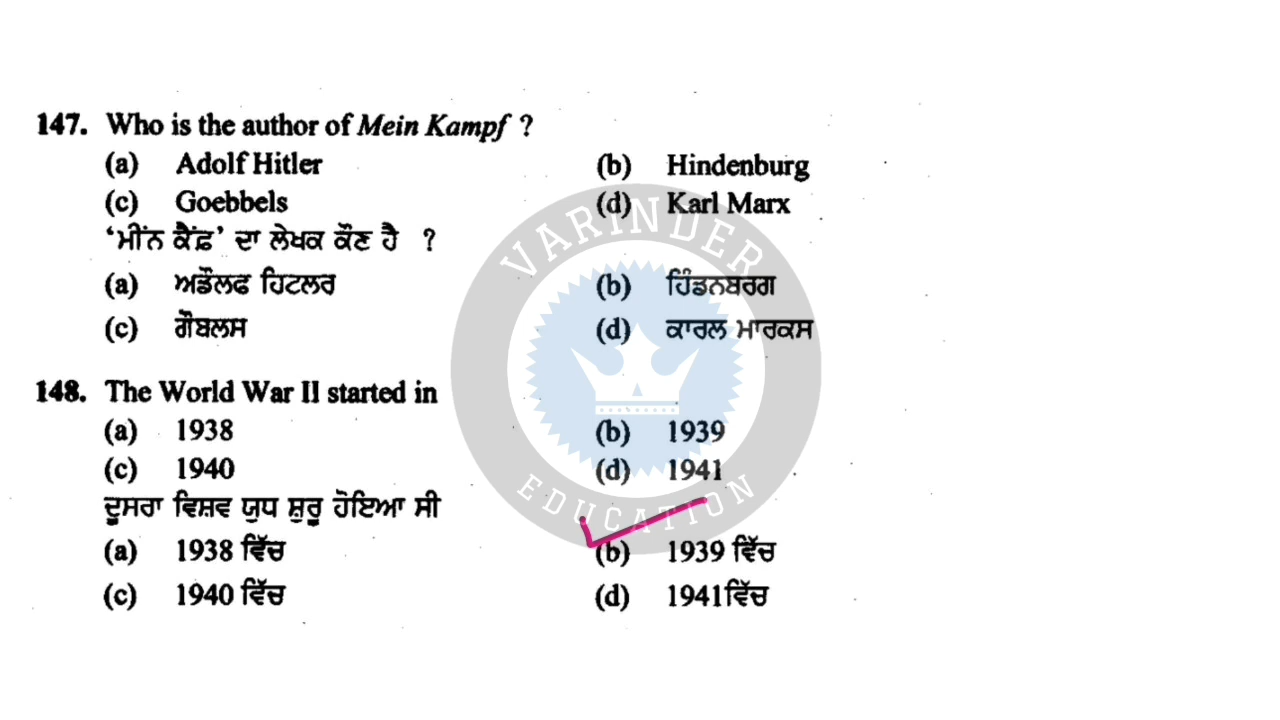 147. Who is the author of Mein Kampf ?
(a) Adolf Hitler (b) Hindenburg
(c) Goebbels (d) Karl Marx
‘ਮੀਂਨ ਕੈਂਫ਼’ ਦਾ ਲੇਖਕ ਕੌਣ ਹੈ ?
(a) ਅਡੌਲਫ ਹਿਟਲਰ (b) ਹਿੰਡਨਬਰਗ
(c) ਗੌਬਲਸ (d) ਕਾਰਲ ਮਾਰਕਸ
148. The World War II started in
(a) 1938 (b) 1939
(c) 1940 (d) 1941
ਦੂਸਰਾ ਵਿਸ਼ਵ ਯੁਧ ਸ਼ੁਰੂ ਹੋਇਆ ਸੀ
(a) 1938 ਵਿੱਚ (b) 1939 ਵਿੱਚ
(c) 1940 ਵਿੱਚ (d) 1941ਵਿੱਚ
VARINDER
EDUCATION